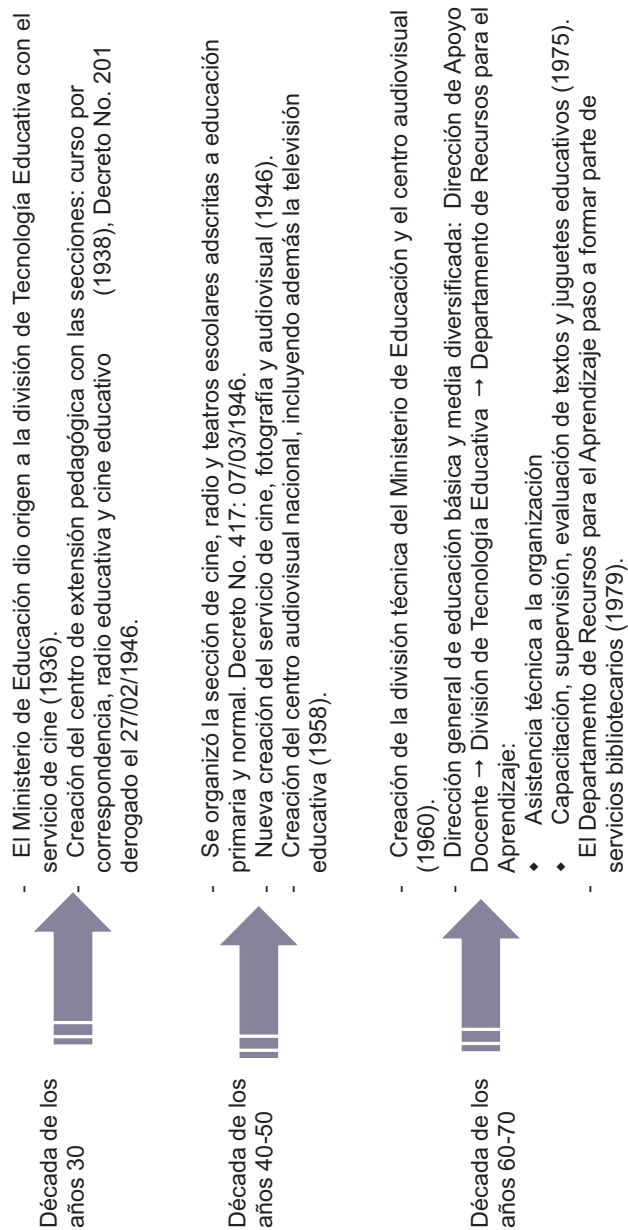 Década de los
años 30
- El Ministerio de Educación dio origen a la división de Tecnología Educativa con el
servicio de cine (1936).
- Creación del centro de extensión pedagógica con las secciones: curso por
correspondencia, radio educativa y cine educativo (1938), Decreto No. 201
derogado el 27/02/1946.
Década de los
años 40-50
- Se organizó la sección de cine, radio y teatros escolares adscritas a educación
primaria y normal. Decreto No. 417: 07/03/1946.
- Nueva creación del servicio de cine, fotografía y audiovisual (1946).
- Creación del centro audiovisual nacional, incluyendo además la televisión
educativa (1958).
Década de los
años 60-70
- Creación de la división técnica del Ministerio de Educación y el centro audiovisual
(1960).
- Dirección general de educación básica y media diversificada: Dirección de Apoyo
Docente → División de Tecnología Educativa → Departamento de Recursos para el
Aprendizaje:
⬥ Asistencia técnica a la organización
⬥ Capacitación, supervisión, evaluación de textos y juguetes educativos (1975).
- El Departamento de Recursos para el Aprendizaje paso a formar parte de
servicios bibliotecarios (1979).